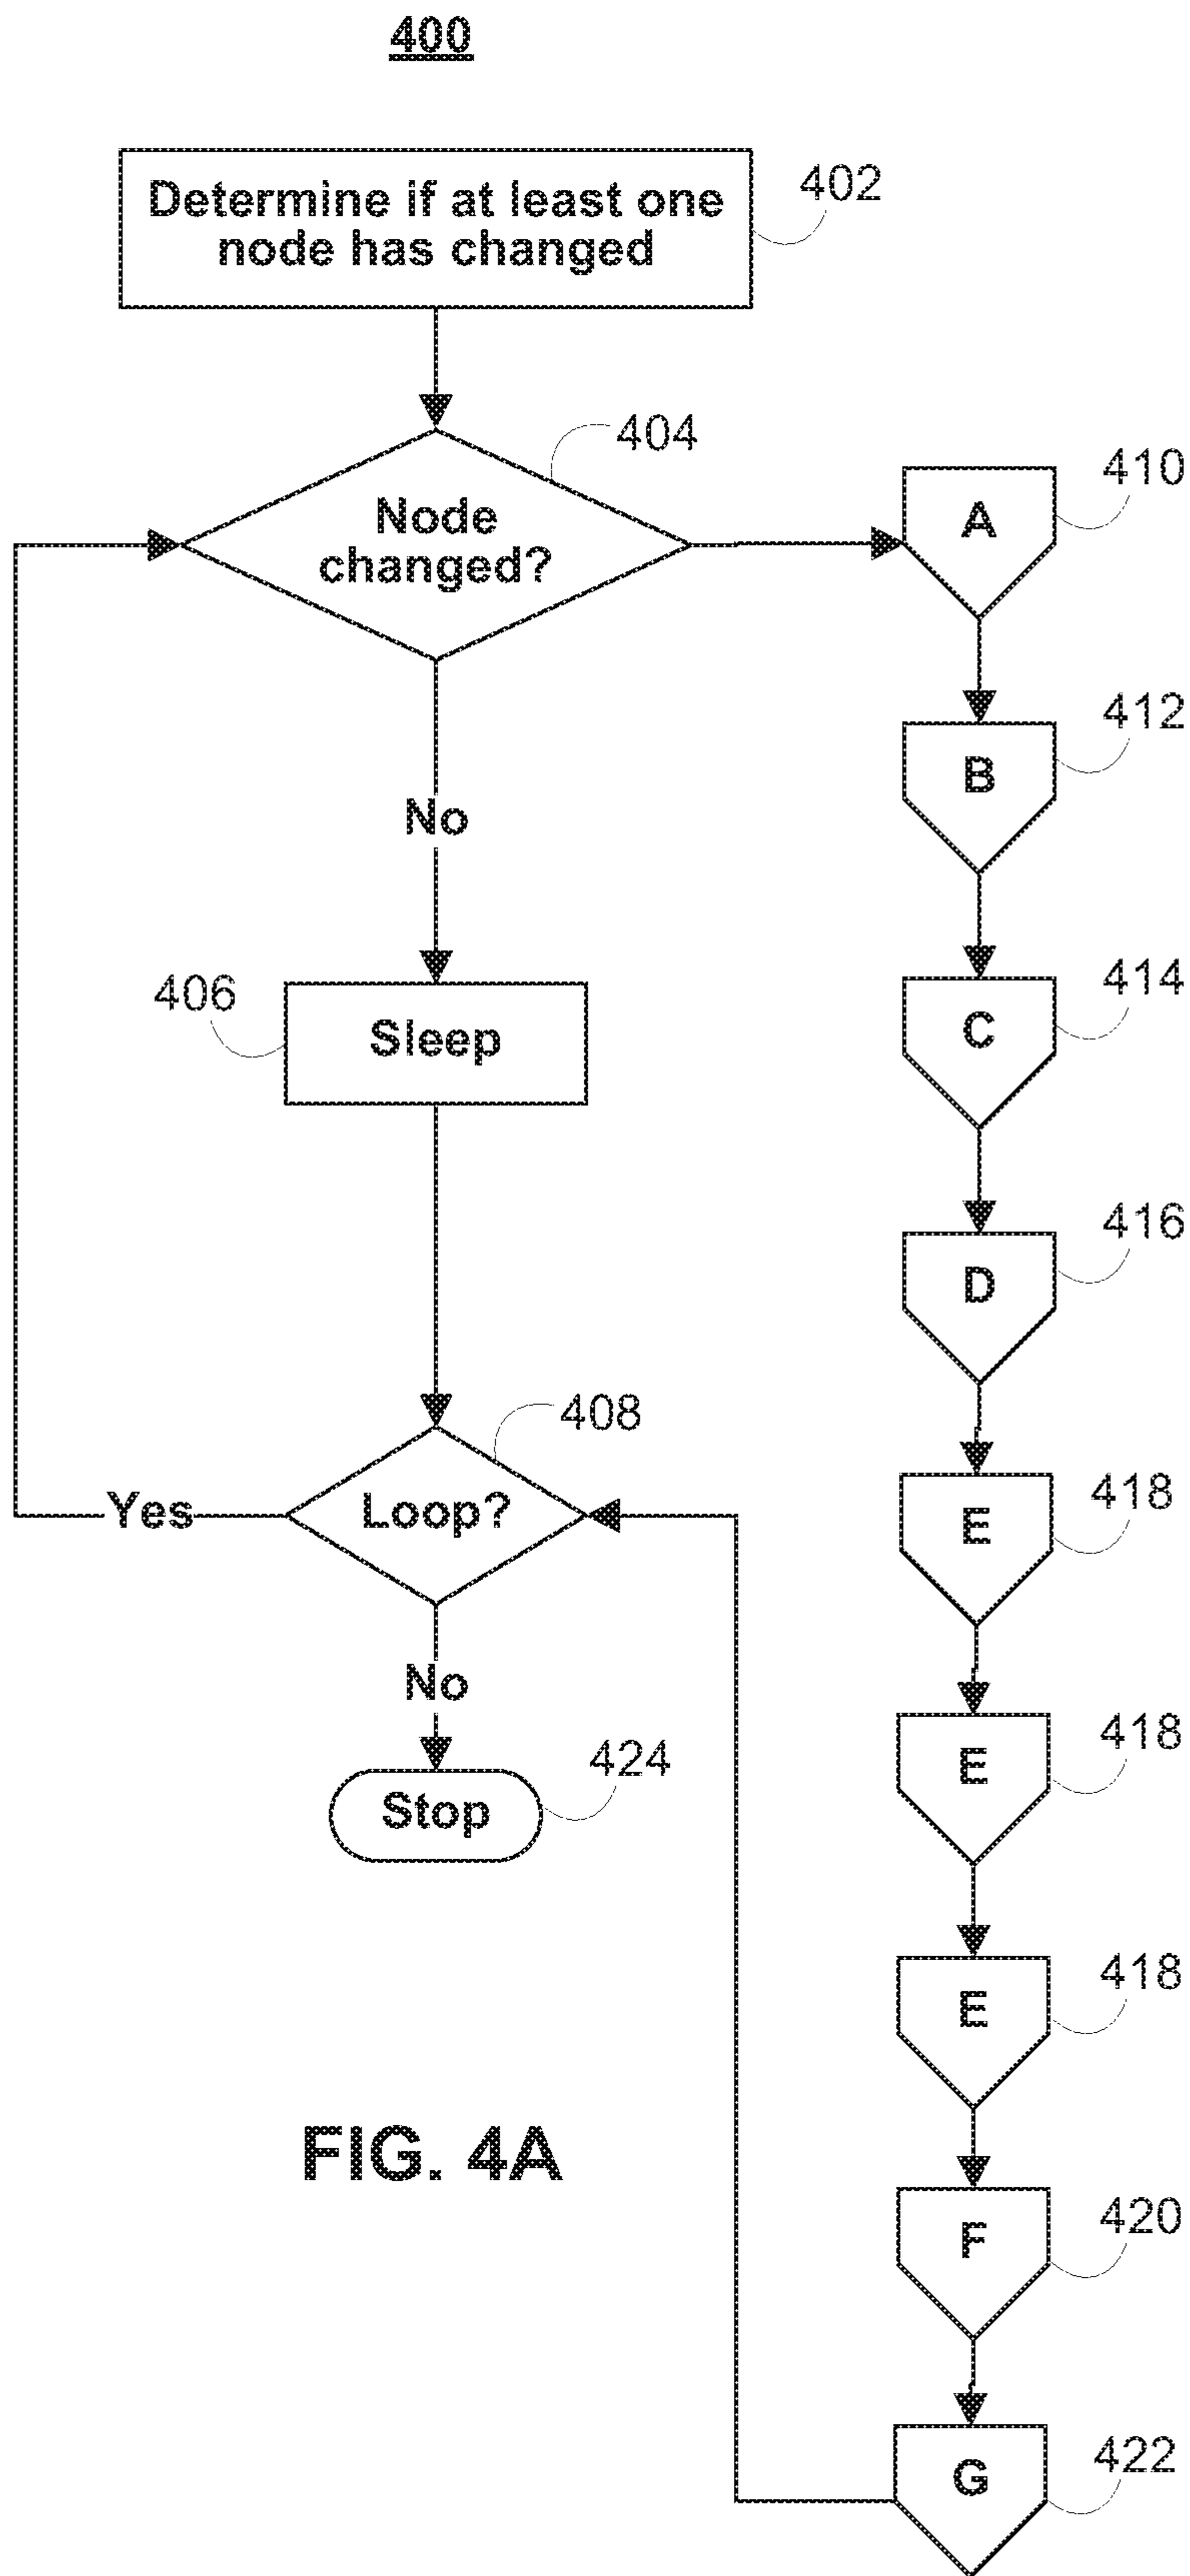 400
Determine if at least one
node has changed
402
404
Node
changed?
410
A
412
B
No
414
C
406
Sleep
416
D
408
Loop?
Yes
418
E
No
418
E
424
Stop
418
E
FIG. 4A
420
F
422
G